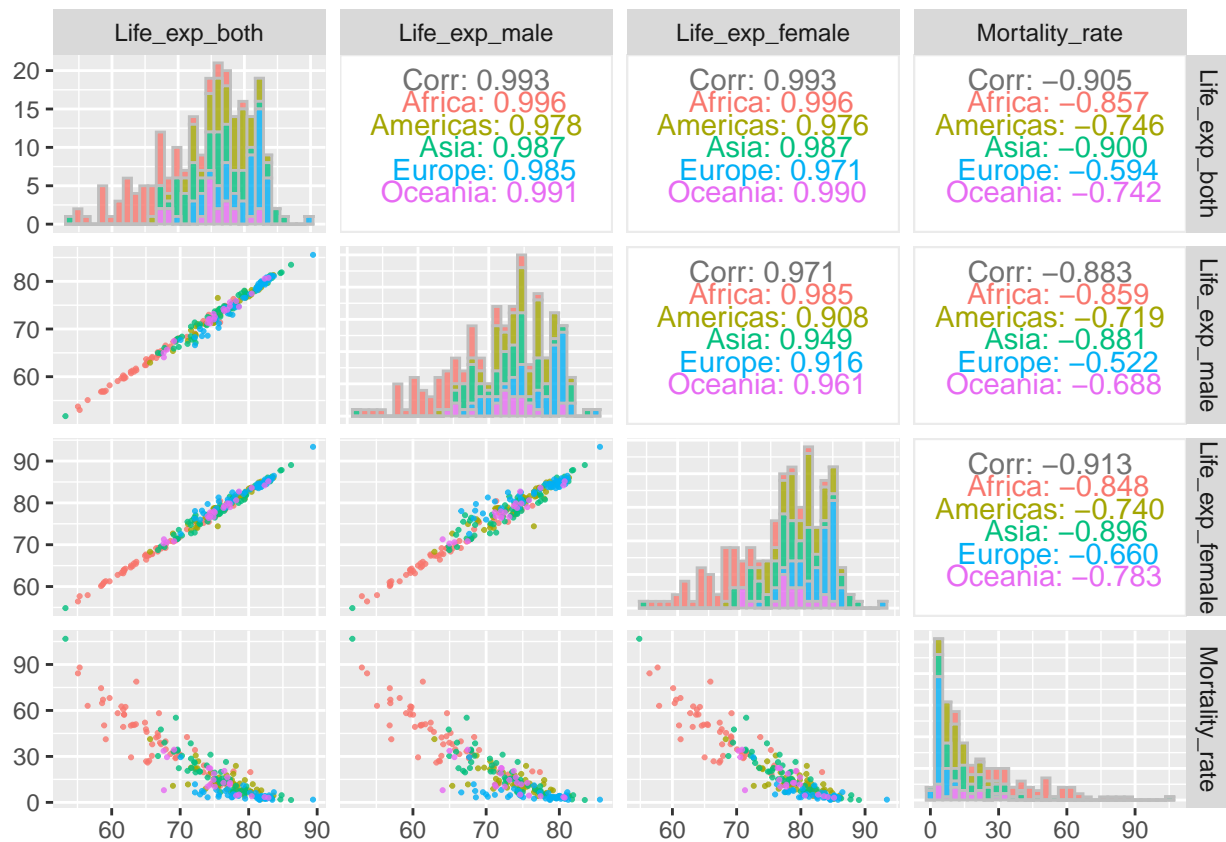 Life_exp_both
Life_exp_male
Life_exp_female
Mortality_rate
20
15
10
5
0
Corr: 0.993
Africa: 0.996
Americas: 0.978
Asia: 0.987
Europe: 0.985
Oceania: 0.991
Corr: 0.993
Africa: 0.996
Americas: 0.976
Asia: 0.987
Europe: 0.971
Oceania: 0.990
Corr: −0.905
Africa: −0.857
Americas: −0.746
Asia: −0.900
Europe: −0.594
Oceania: −0.742
Life_exp_both
80
70
60
Corr: 0.971
Africa: 0.985
Americas: 0.908
Asia: 0.949
Europe: 0.916
Oceania: 0.961
Corr: −0.883
Africa: −0.859
Americas: −0.719
Asia: −0.881
Europe: −0.522
Oceania: −0.688
Life_exp_male
90
80
70
60
Corr: −0.913
Africa: −0.848
Americas: −0.740
Asia: −0.896
Europe: −0.660
Oceania: −0.783
Life_exp_female
90
60
30
0
Mortality_rate
60 70 80 90
60 70 80
60 70 80 90
0 30 60 90